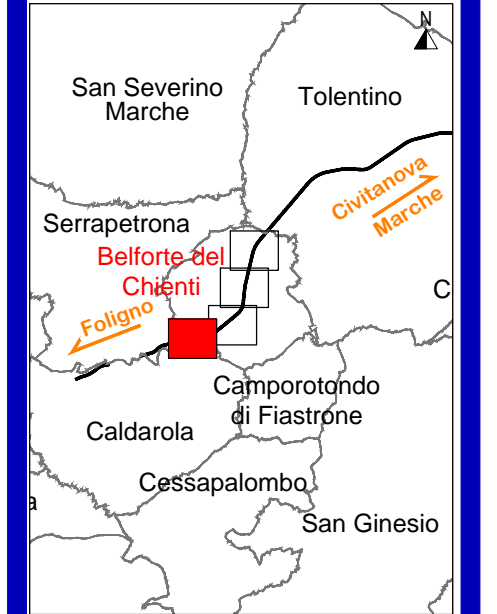 N
San Severino
Marche
Tolentino
Civitanova
Marche
Serrapetrona
Belforte del
Chienti
C
Foligno
Camporotondo
di Fiastrone
Caldarola
Cessapalombo
a
San Ginesio